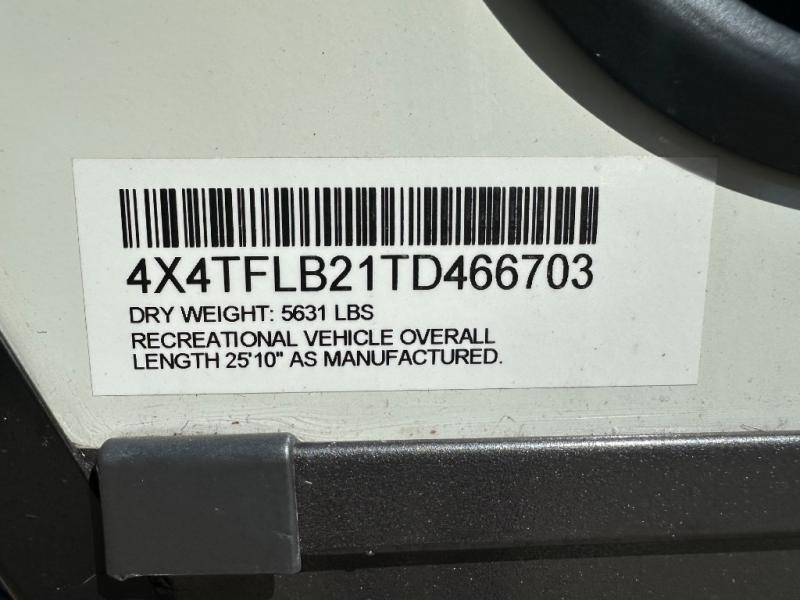 4X4TFLB21TD466703
DRY WEIGHT: 5631 LBS
RECREATIONAL VEHICLE OVERALL
LENGTH 25'10" AS MANUFACTURED.